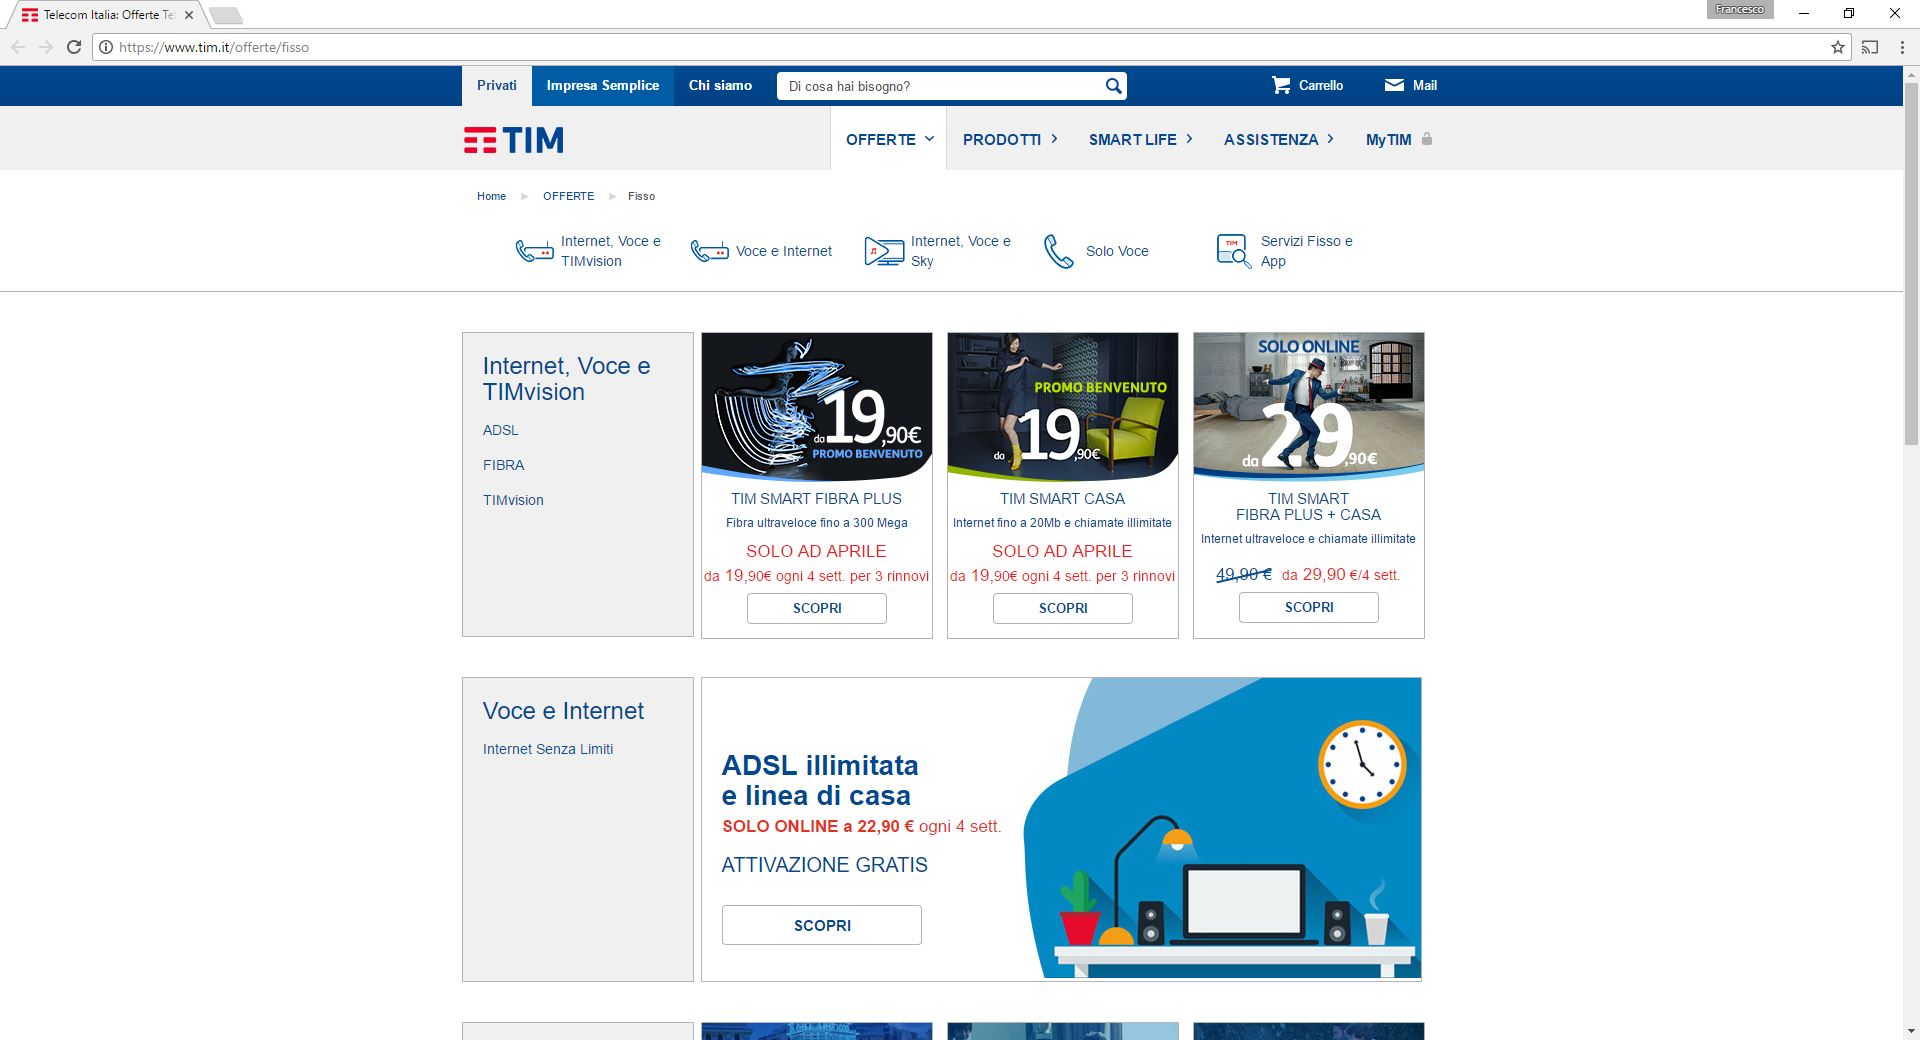 Telecom Italia: Offerte Te
Francesco
https://www.tim.it/offerte/fisso
Privati
Impresa Semplice
Chi siamo
Di cosa hai bisogno?
Carrello
Mail
TIM
OFFERTE
PRODOTTI
SMART LIFE
ASSISTENZA
MyTIM
Home
OFFERTE
Fisso
Internet, Voce e
TIMvision
Voce e Internet
Internet, Voce e
Sky
Solo Voce
TIM
Servizi Fisso e
App
Internet, Voce e
TIMvision
ADSL
FIBRA
TIMvision
da 19,90€
PROMO BENVENUTO
TIM SMART FIBRA PLUS
Fibra ultraveloce fino a 300 Mega
SOLO AD APRILE
da 19,90€ ogni 4 sett. per 3 rinnovi
SCOPRI
PROMO BENVENUTO
da 19,90€
TIM SMART CASA
Internet fino a 20Mb e chiamate illimitate
SOLO AD APRILE
da 19,90€ ogni 4 sett. per 3 rinnovi
SCOPRI
SOLO ONLINE
da 29,90€
TIM SMART
FIBRA PLUS + CASA
Internet ultraveloce e chiamate illimitate
49,90 € da 29,90 €/4 sett.
SCOPRI
Voce e Internet
Internet Senza Limiti
ADSL illimitata
e linea di casa
SOLO ONLINE a 22,90 € ogni 4 sett.
ATTIVAZIONE GRATIS
SCOPRI